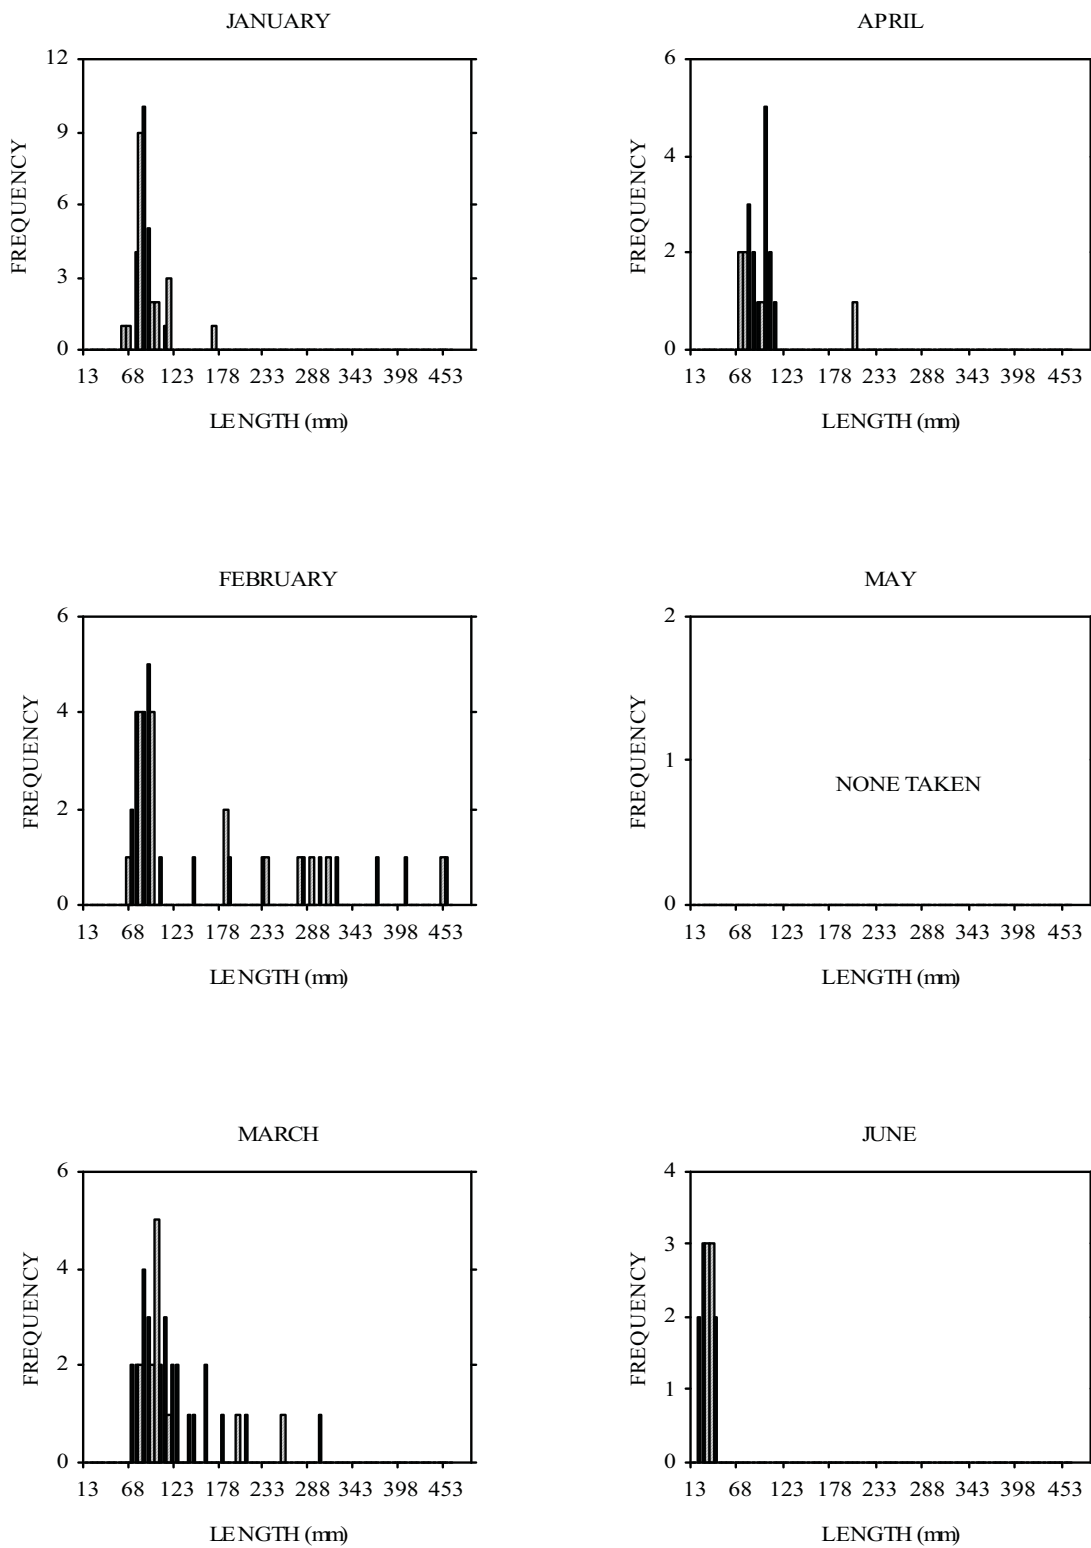 JANUARY
12
9
6
3
0
FREQUENCY
13 68 123 178 233 288 343 398 453
LENGTH (mm)
APRIL
6
4
2
0
FREQUENCY
13 68 123 178 233 288 343 398 453
LENGTH (mm)
FEBRUARY
6
4
2
0
FREQUENCY
13 68 123 178 233 288 343 398 453
LENGTH (mm)
MAY
2
1
0
FREQUENCY
NONE TAKEN
13 68 123 178 233 288 343 398 453
LENGTH (mm)
MARCH
6
4
2
0
FREQUENCY
13 68 123 178 233 288 343 398 453
LENGTH (mm)
JUNE
4
3
2
1
0
FREQUENCY
13 68 123 178 233 288 343 398 453
LENGTH (mm)